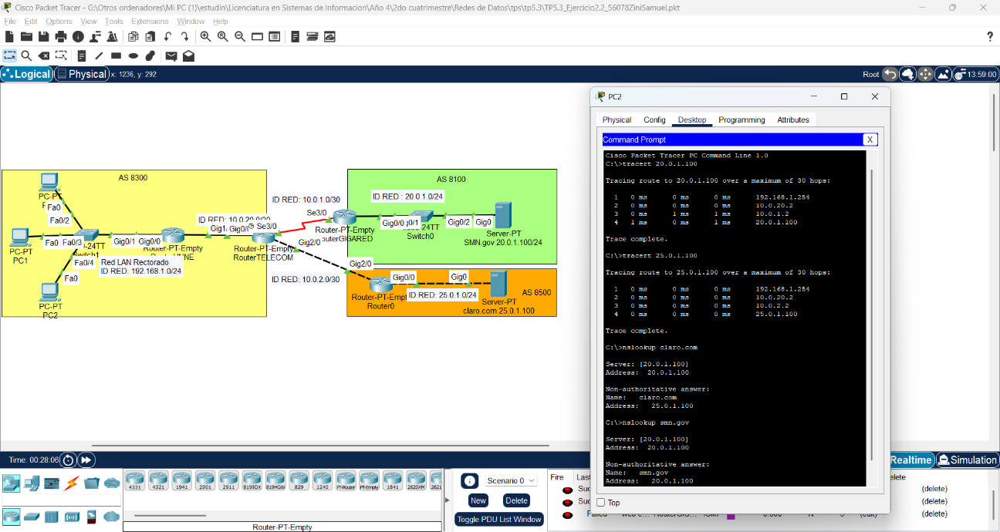 Cisco Packet Tracer - G:\Otros ordenadores\Mi PC (1)\estudin\Licenciatura en Sistemas de Informacion\Año 4\2do cuatrimestre\Redes de Datos\tps\tp5.3\TP5.3_Ejercicio2.2_56078ZiniSamuel.pkt
File Edit Options View Tools Extensions Window Help
?
Logical Physical x: 1236, y: 292
Root 13:59:00
AS 8300
PC-PT
Fa0
Fa0/2
PC-PT
PC1
Fa0 Fa0/3
-24TT
Switch1
Fa0/4
Fa0
PC-PT
PC2
Gig0/1 Gig0/0
Router-PT-Empty
Red LAN Rectorado
ID RED: 192.168.1.0/24
ID RED: 10.0.20.0/30
Gig1/ Gig0/0 Se3/0
Router-PT-Empty
RouterTELECOM
Gig2/0
ID RED: 10.0.1.0/30
Se3/0
Router-PT-Empty
RouterGIGARED
ID RED: 10.0.2.0/30
AS 8100
ID RED : 20.0.1.0/24
Gig0/0 Gig0/1
-24TT
Switch0
Gig0/2 Gig0
Server-PT
SMN.gov 20.0.1.100/24
Gig2/0
Gig0/0
Router-PT-Empty
Router0
ID RED: 25.0.1.0/24
Gig0
Server-PT
claro.com 25.0.1.100
AS 8500
PC2
Physical Config Desktop Programming Attributes
Command Prompt
X
Cisco Packet Tracer PC Command Line 1.0
C:\>tracert 20.0.1.100
Tracing route to 20.0.1.100 over a maximum of 30 hops:
1 0 ms 0 ms 0 ms 192.168.1.254
2 0 ms 0 ms 0 ms 10.0.20.2
3 0 ms 1 ms 1 ms 10.0.1.2
4 1 ms 0 ms 1 ms 20.0.1.100
Trace complete.
C:\>tracert 25.0.1.100
Tracing route to 25.0.1.100 over a maximum of 30 hops:
1 0 ms 0 ms 0 ms 192.168.1.254
2 0 ms 0 ms 0 ms 10.0.20.2
3 0 ms 0 ms 0 ms 10.0.2.2
4 0 ms 0 ms 0 ms 25.0.1.100
Trace complete.
C:\>nslookup claro.com
Server: [20.0.1.100]
Address: 20.0.1.100
Non-authoritative answer:
Name: claro.com
Address: 25.0.1.100
C:\>nslookup smn.gov
Server: [20.0.1.100]
Address: 20.0.1.100
Non-authoritative answer:
Name: smn.gov
Address: 20.0.1.100
Top
Time: 00:28:06
Realtime Simulation
4331 4321 1941 2901 2911 819IOX 819HGW 829 1240 PT-Router PT-Empty 1841 2620XM 2621
Router-PT-Empty
Scenario 0
New Delete
Toggle PDU List Window
Fire Last
Suc
Suc
Failed
0.000 N (edit)
elete
(delete)
(delete)
(delete)